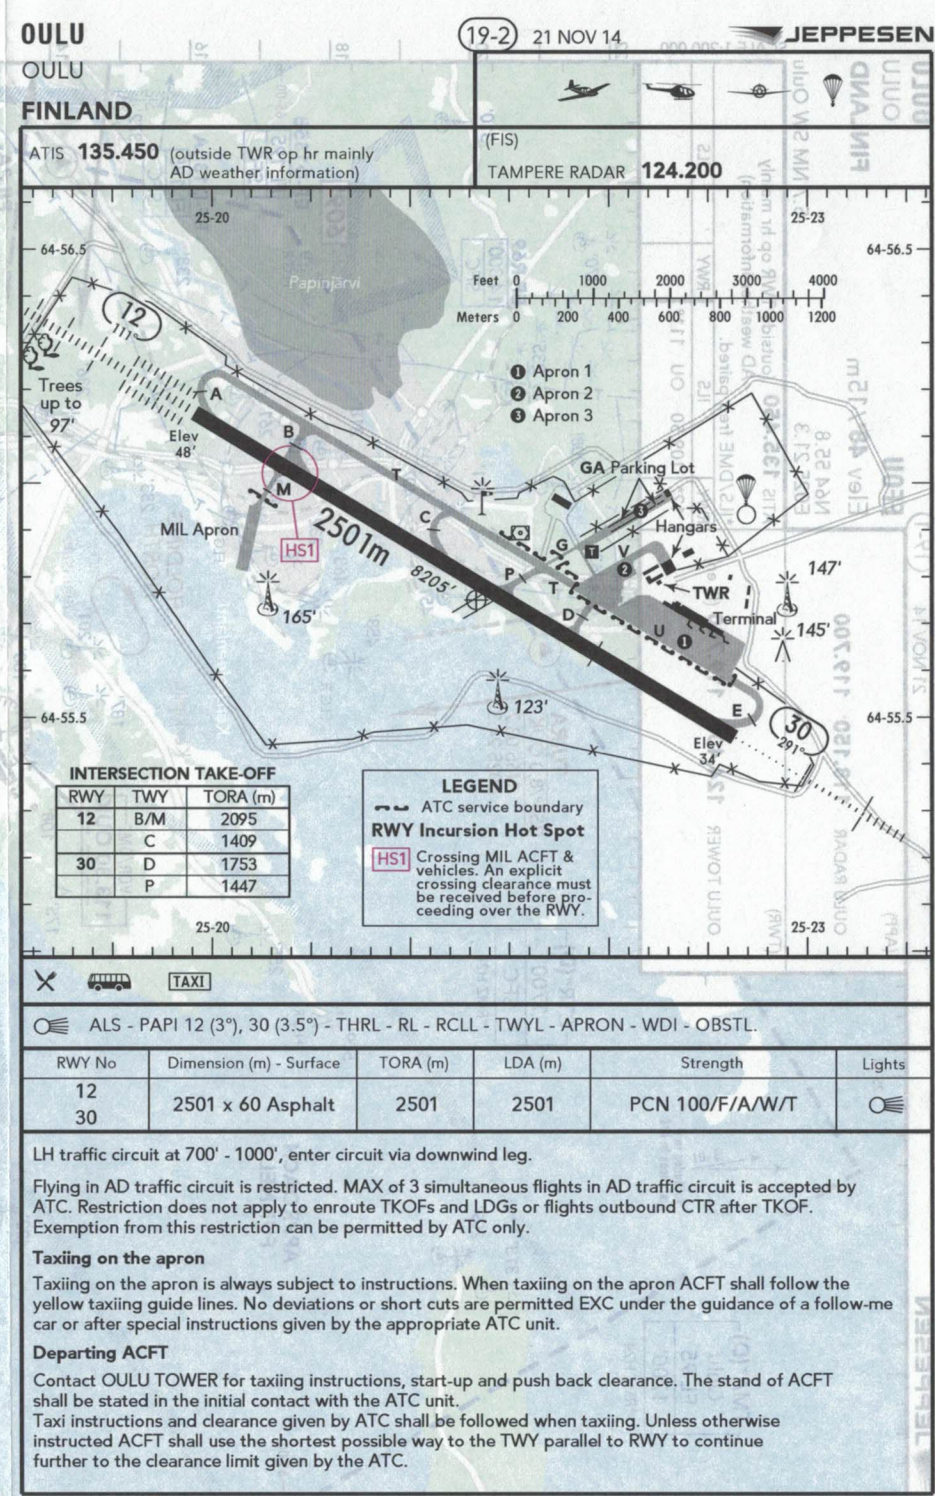 OULU
19-2 21 NOV 14
JEPPESEN
OULU
FINLAND
ATIS 135.450 (outside TWR op hr mainly
AD weather information)
(FIS)
TAMPERE RADAR 124.200
25-20
25-23
64-56.5
64-56.5
Papinjärvi
Feet 0 1000 2000 3000 4000
Meters 0 200 400 600 800 1000 1200
12
1 Apron 1
2 Apron 2
3 Apron 3
Trees
up to
97'
A
Elev
48'
B
GA Parking Lot
T
M
3
Hangars
MIL Apron
2501m
C
G
T
V
HS1
8205'
P
2
147'
165'
T
TWR
D
Terminal
U
1
145'
123'
64-55.5
E
30
291°
64-55.5
Elev
34'
INTERSECTION TAKE-OFF
RWY TWY TORA (m)
12 B/M 2095
C 1409
30 D 1753
P 1447
LEGEND
ATC service boundary
RWY Incursion Hot Spot
HS1 Crossing MIL ACFT &
vehicles. An explicit
crossing clearance must
be received before pro-
ceeding over the RWY.
25-20
25-23
TAXI
ALS - PAPI 12 (3°), 30 (3.5°) - THRL - RL - RCLL - TWYL - APRON - WDI - OBSTL.
RWY No Dimension (m) - Surface TORA (m) LDA (m) Strength Lights
12
30
2501 x 60 Asphalt 2501 2501 PCN 100/F/A/W/T
LH traffic circuit at 700' - 1000', enter circuit via downwind leg.
Flying in AD traffic circuit is restricted. MAX of 3 simultaneous flights in AD traffic circuit is accepted by
ATC. Restriction does not apply to enroute TKOFs and LDGs or flights outbound CTR after TKOF.
Exemption from this restriction can be permitted by ATC only.
Taxiing on the apron
Taxiing on the apron is always subject to instructions. When taxiing on the apron ACFT shall follow the
yellow taxiing guide lines. No deviations or short cuts are permitted EXC under the guidance of a follow-me
car or after special instructions given by the appropriate ATC unit.
Departing ACFT
Contact OULU TOWER for taxiing instructions, start-up and push back clearance. The stand of ACFT
shall be stated in the initial contact with the ATC unit.
Taxi instructions and clearance given by ATC shall be followed when taxiing. Unless otherwise
instructed ACFT shall use the shortest possible way to the TWY parallel to RWY to continue
further to the clearance limit given by the ATC.